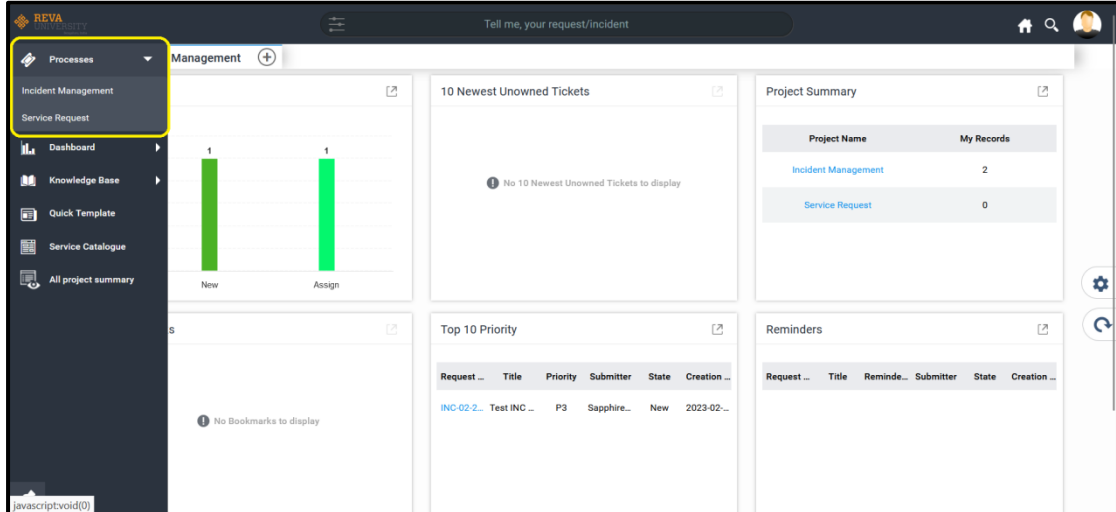 REVA
UNIVERSITY
Tell me, your request/incident
Processes
Incident Management
Service Request
Dashboard
Knowledge Base
Quick Template
Service Catalogue
All project summary
javascript:void(0)
Management
1
1
New
Assign
10 Newest Unowned Tickets
No 10 Newest Unowned Tickets to display
Project Summary
Project Name My Records
Incident Management 2
Service Request 0
s
No Bookmarks to display
Top 10 Priority
Request ... Title Priority Submitter State Creation ...
INC-02-2... Test INC ... P3 Sapphire... New 2023-02-...
Reminders
Request ... Title Reminde... Submitter State Creation ...